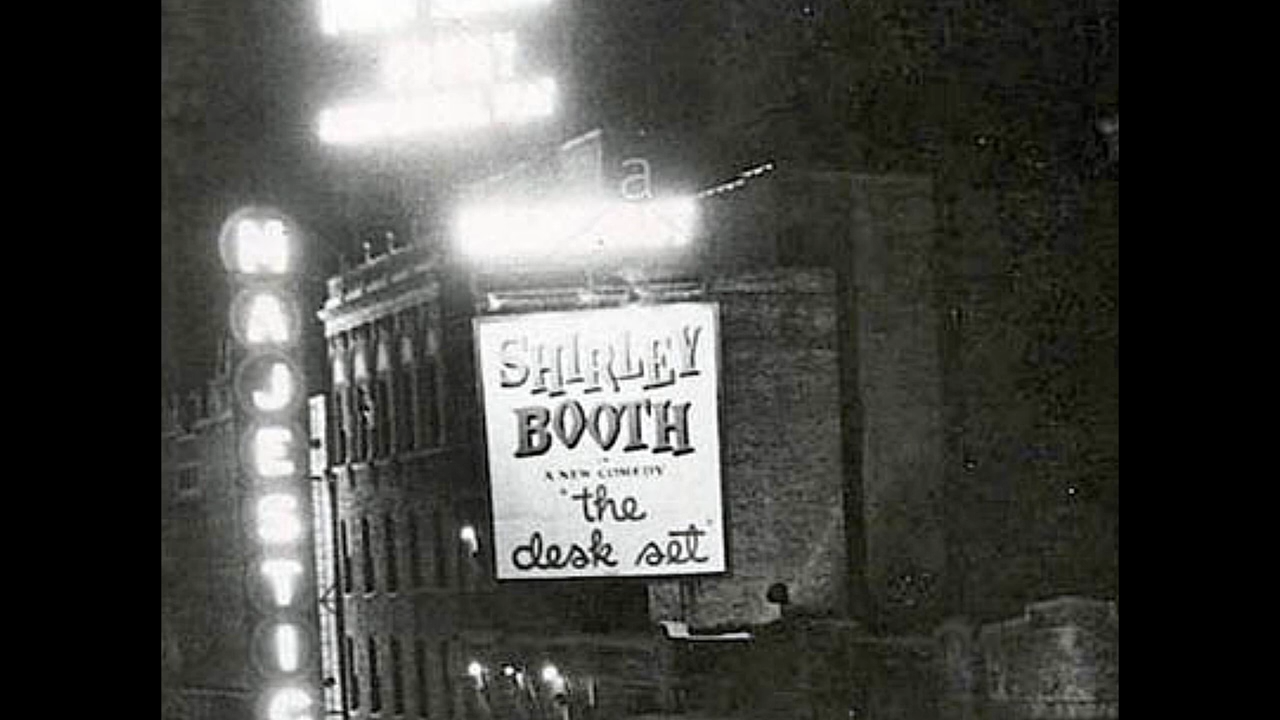 MAJESTIC
SHIRLEY
BOOTH
A NEW COMEDY
"the
desk set"
a